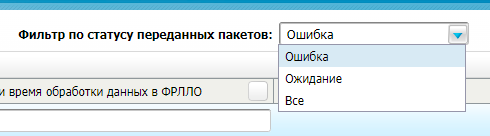 Фильтр по статусу переданных пакетов: Ошибка
Ошибка
Ожидание
Все
и время обработки данных в ФРЛЛО